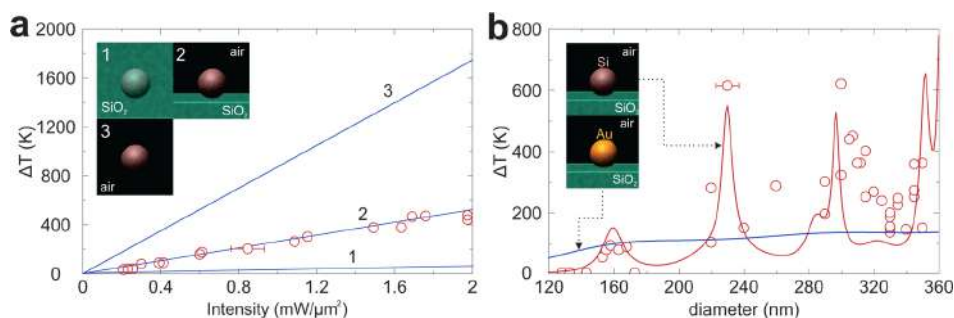 a
ΔT (K)
2000
1600
1200
800
400
0
0
0.4
0.8
1.2
1.6
2
Intensity (mW/μm²)
1
SiO₂
2
air
SiO₂
3
air
3
2
1
b
ΔT (K)
800
600
400
200
0
120
160
200
240
280
320
360
diameter (nm)
air
Si
SiO₂
air
Au
SiO₂